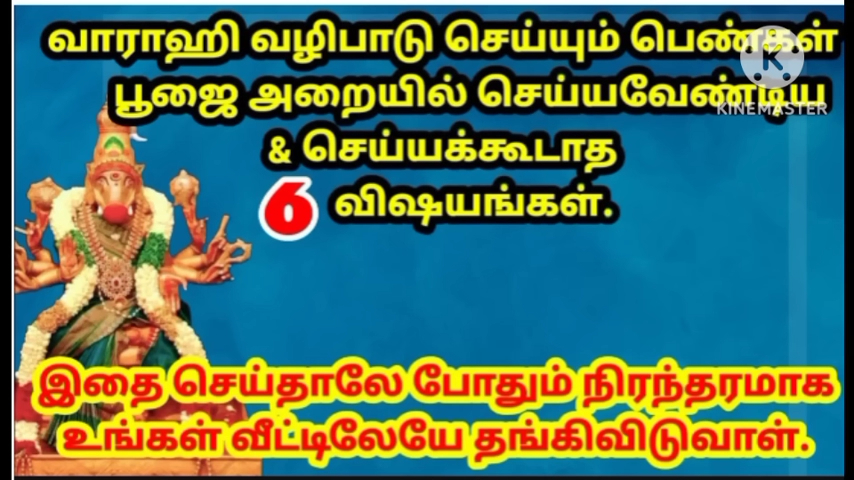 வாராஹி வழிபாடு செய்யும் பெண்கள்
பூஜை அறையில் செய்யவேண்டிய
& செய்யக்கூடாத
6 விஷயங்கள்.
K
KINEMASTER
இதை செய்தாலே போதும் நிரந்தரமாக
உங்கள் வீட்டிலேயே தங்கிவிடுவாள்.